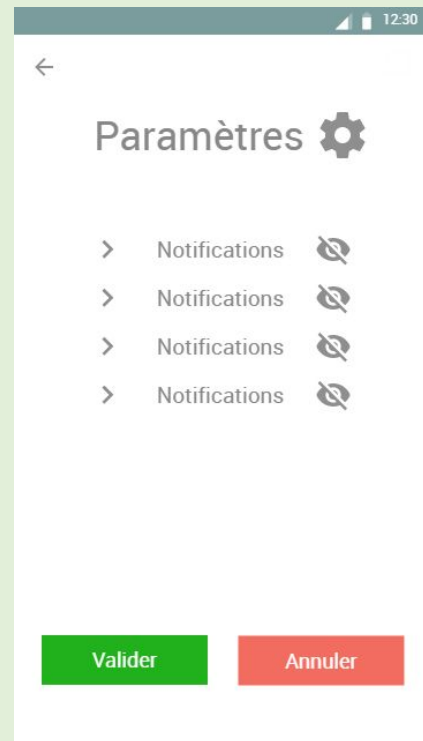 12:30
Paramètres
Notifications
Notifications
Notifications
Notifications
Valider Annuler